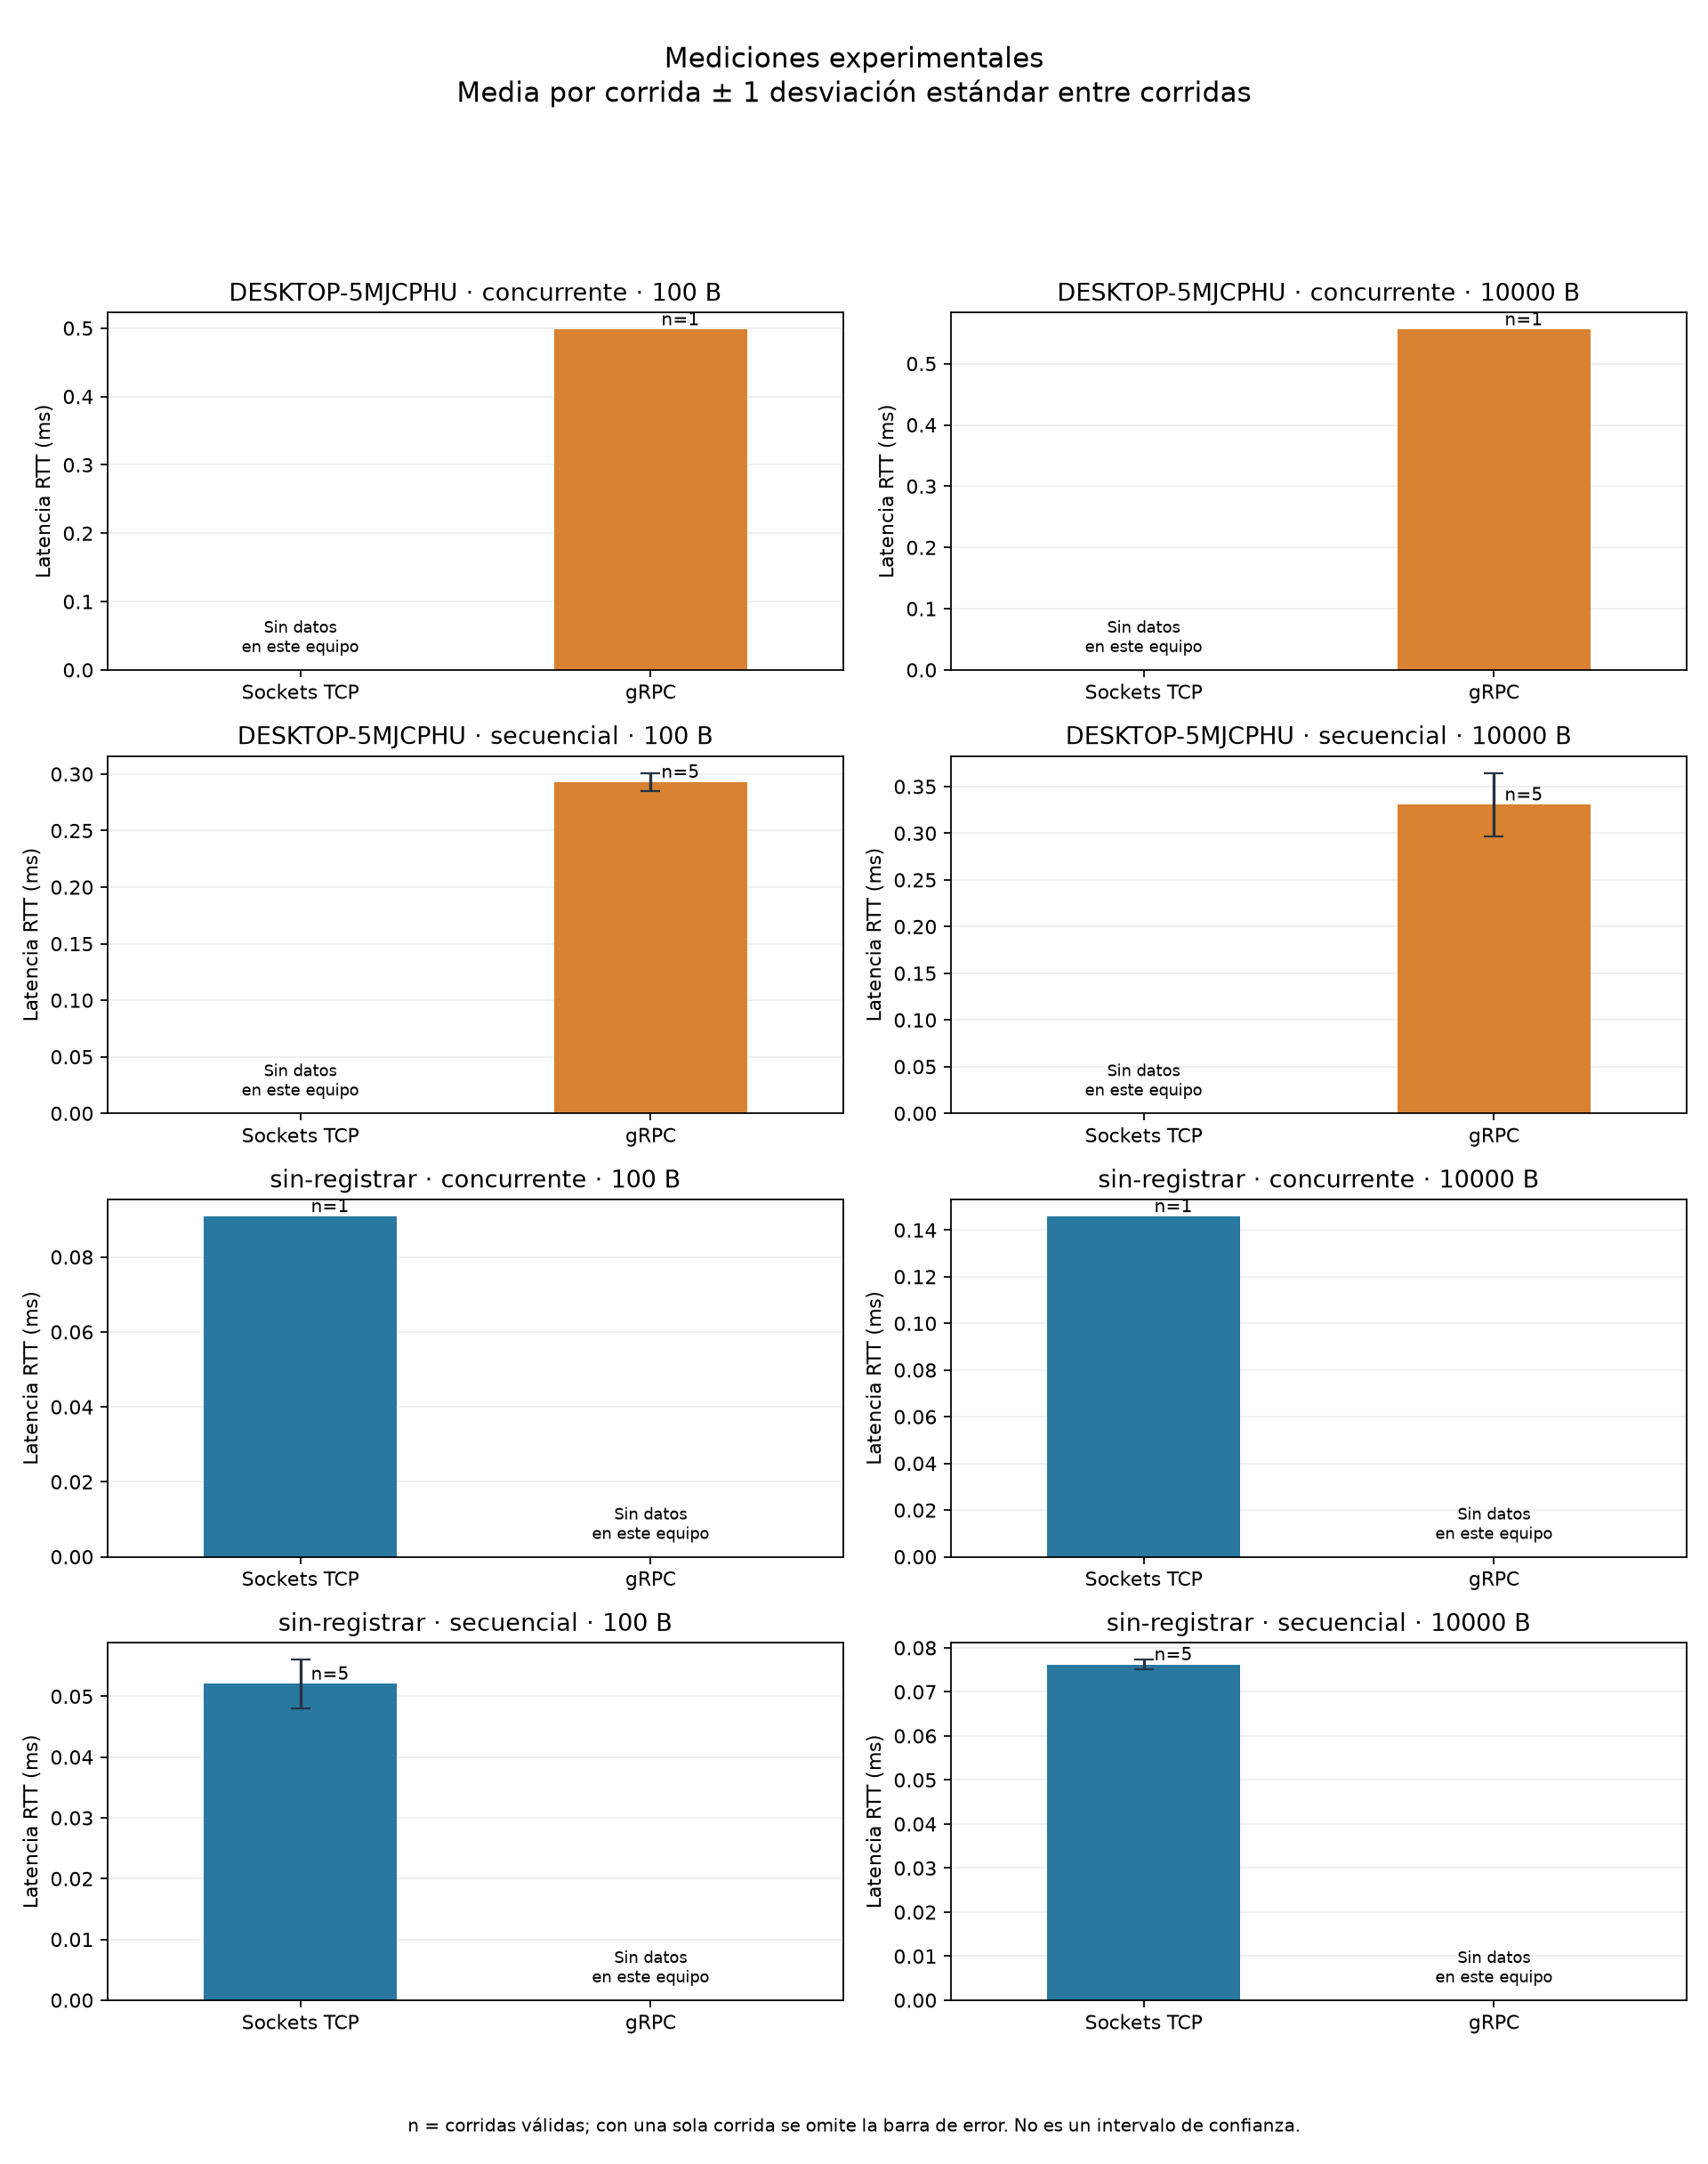 Mediciones experimentales
Media por corrida ± 1 desviación estándar entre corridas
DESKTOP-5MJCPHU · concurrente · 100 B
Latencia RTT (ms)
0.5
0.4
0.3
0.2
0.1
0.0
n=1
Sin datos
en este equipo
Sockets TCP
gRPC
DESKTOP-5MJCPHU · concurrente · 10000 B
Latencia RTT (ms)
0.5
0.4
0.3
0.2
0.1
0.0
n=1
Sin datos
en este equipo
Sockets TCP
gRPC
DESKTOP-5MJCPHU · secuencial · 100 B
Latencia RTT (ms)
0.30
0.25
0.20
0.15
0.10
0.05
0.00
n=5
Sin datos
en este equipo
Sockets TCP
gRPC
DESKTOP-5MJCPHU · secuencial · 10000 B
Latencia RTT (ms)
0.35
0.30
0.25
0.20
0.15
0.10
0.05
0.00
n=5
Sin datos
en este equipo
Sockets TCP
gRPC
sin-registrar · concurrente · 100 B
Latencia RTT (ms)
0.08
0.06
0.04
0.02
0.00
n=1
Sin datos
en este equipo
Sockets TCP
gRPC
sin-registrar · concurrente · 10000 B
Latencia RTT (ms)
0.14
0.12
0.10
0.08
0.06
0.04
0.02
0.00
n=1
Sin datos
en este equipo
Sockets TCP
gRPC
sin-registrar · secuencial · 100 B
Latencia RTT (ms)
0.05
0.04
0.03
0.02
0.01
0.00
n=5
Sin datos
en este equipo
Sockets TCP
gRPC
sin-registrar · secuencial · 10000 B
Latencia RTT (ms)
0.08
0.07
0.06
0.05
0.04
0.03
0.02
0.01
0.00
n=5
Sin datos
en este equipo
Sockets TCP
gRPC
n = corridas válidas; con una sola corrida se omite la barra de error. No es un intervalo de confianza.